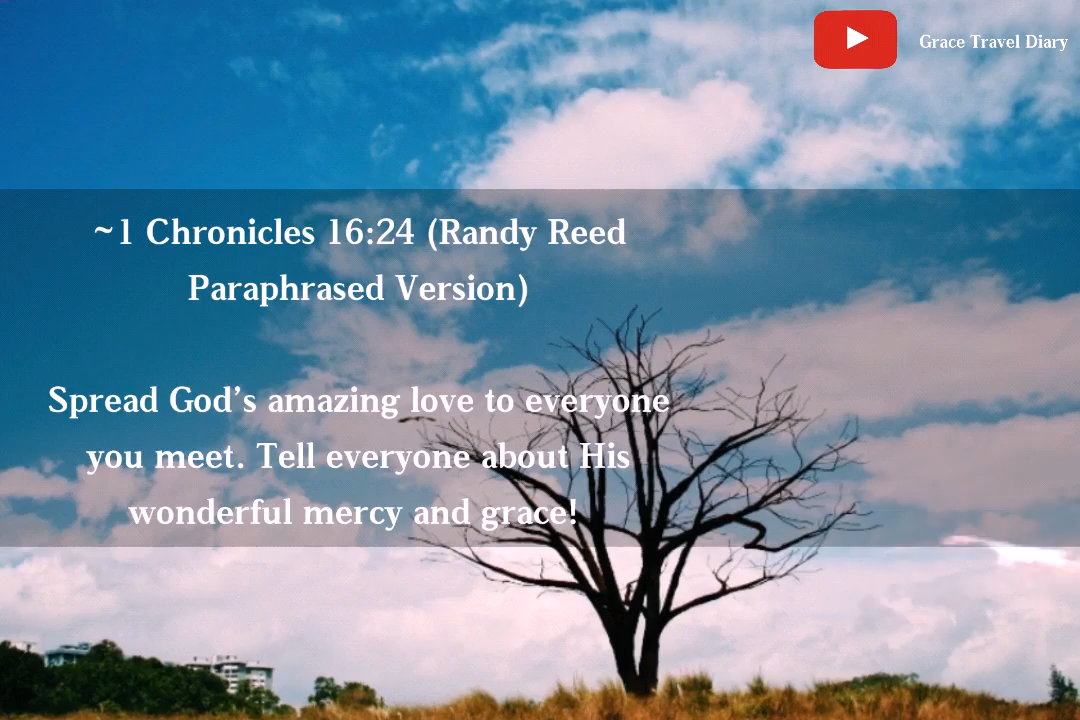 Grace Travel Diary
~1 Chronicles 16:24 (Randy Reed
Paraphrased Version)
Spread God’s amazing love to everyone
you meet. Tell everyone about His
wonderful mercy and grace!